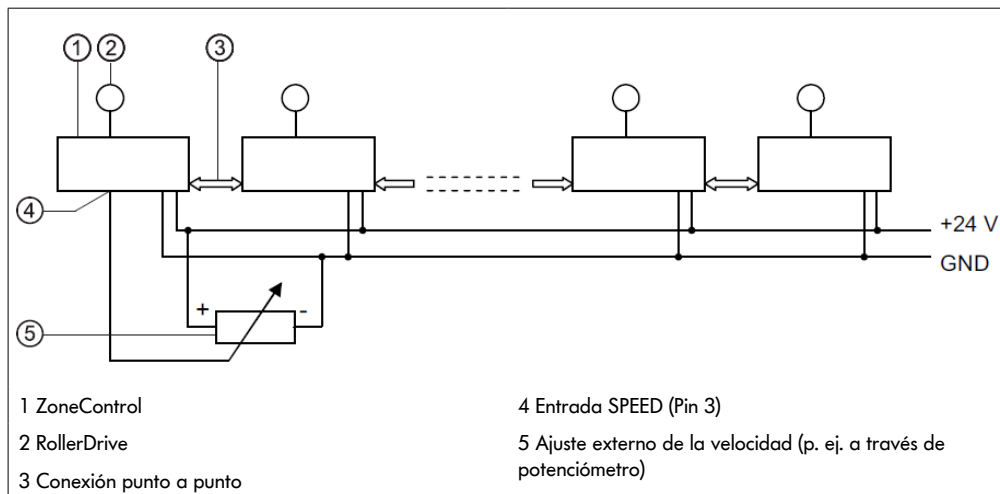 1 2 3
4
+24 V
GND
+ -
5
1 ZoneControl
2 RollerDrive
3 Conexión punto a punto
4 Entrada SPEED (Pin 3)
5 Ajuste externo de la velocidad (p. ej. a través de
potenciómetro)